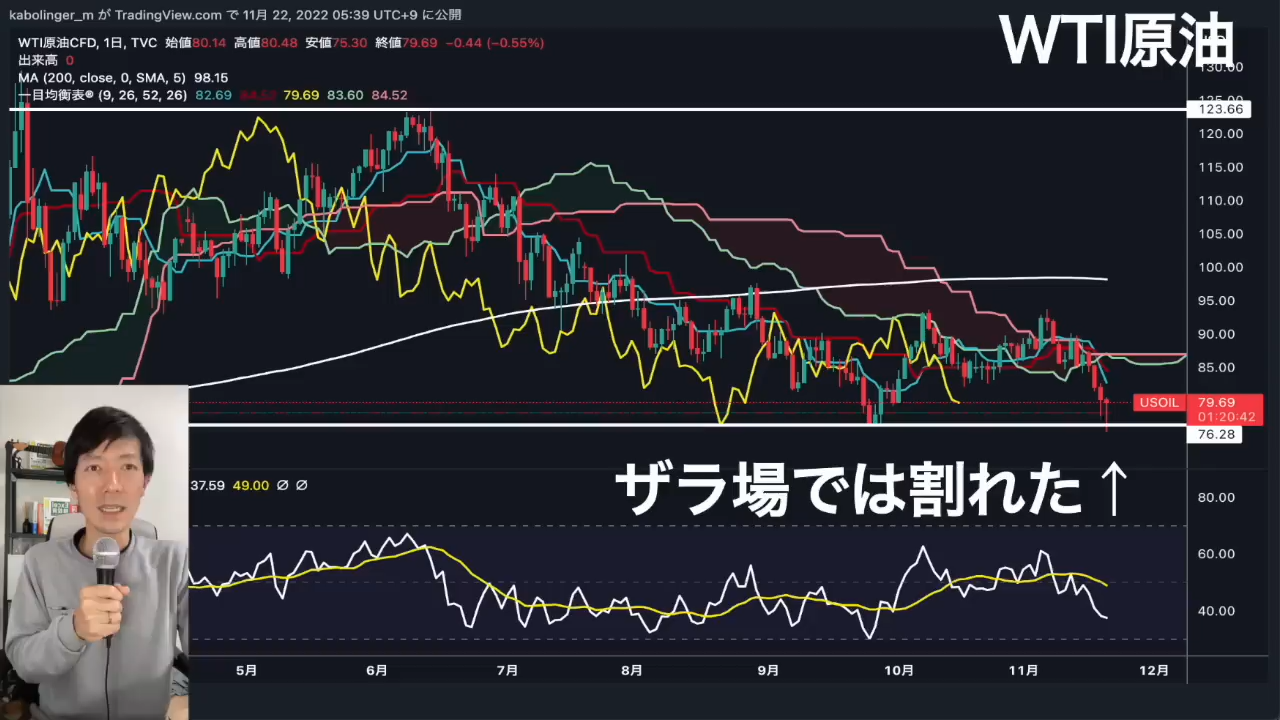 kabolinger_m が TradingView.com で 11月 22, 2022 05:39 UTC+9 に公開
WTI原油
WTI原油CFD, 1日, TVC 始値80.14 高値80.48 安値75.30 終値79.69 −0.44 (−0.55%)
出来高 0
MA (200, close, 0, SMA, 5) 98.15
一目均衡表® (9, 26, 52, 26) 82.69 84.52 79.69 83.60 84.52
130.00
125.00
123.66
120.00
115.00
110.00
105.00
100.00
95.00
90.00
85.00
USOIL 79.69
01:20:42
76.28
ザラ場では割れた↑
37.59 49.00 ∅ ∅
80.00
60.00
40.00
5月 6月 7月 8月 9月 10月 11月 12月